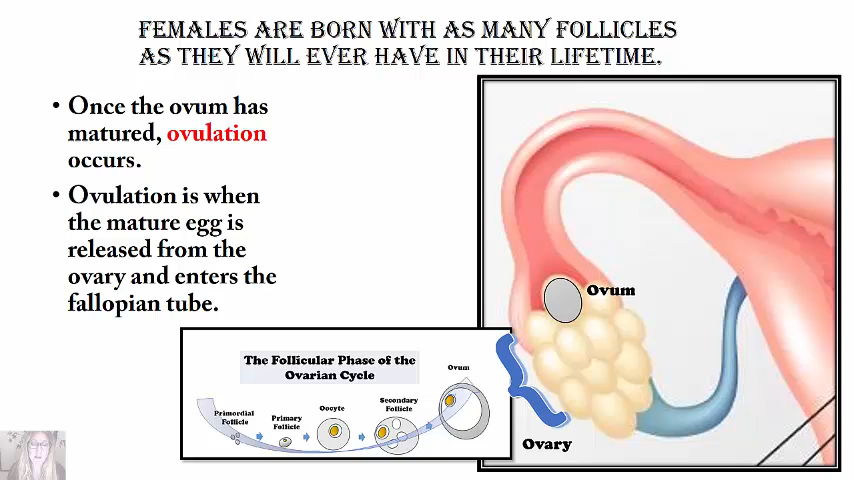 FEMALES ARE BORN WITH AS MANY FOLLICLES
AS THEY WILL EVER HAVE IN THEIR LIFETIME.
• Once the ovum has
matured, ovulation
occurs.
• Ovulation is when
the mature egg is
released from the
ovary and enters the
fallopian tube.
Ovum
Ovary
The Follicular Phase of the
Ovarian Cycle
Primordial
Follicle
Primary
Follicle
Oocyte
Secondary
Follicle
Ovum